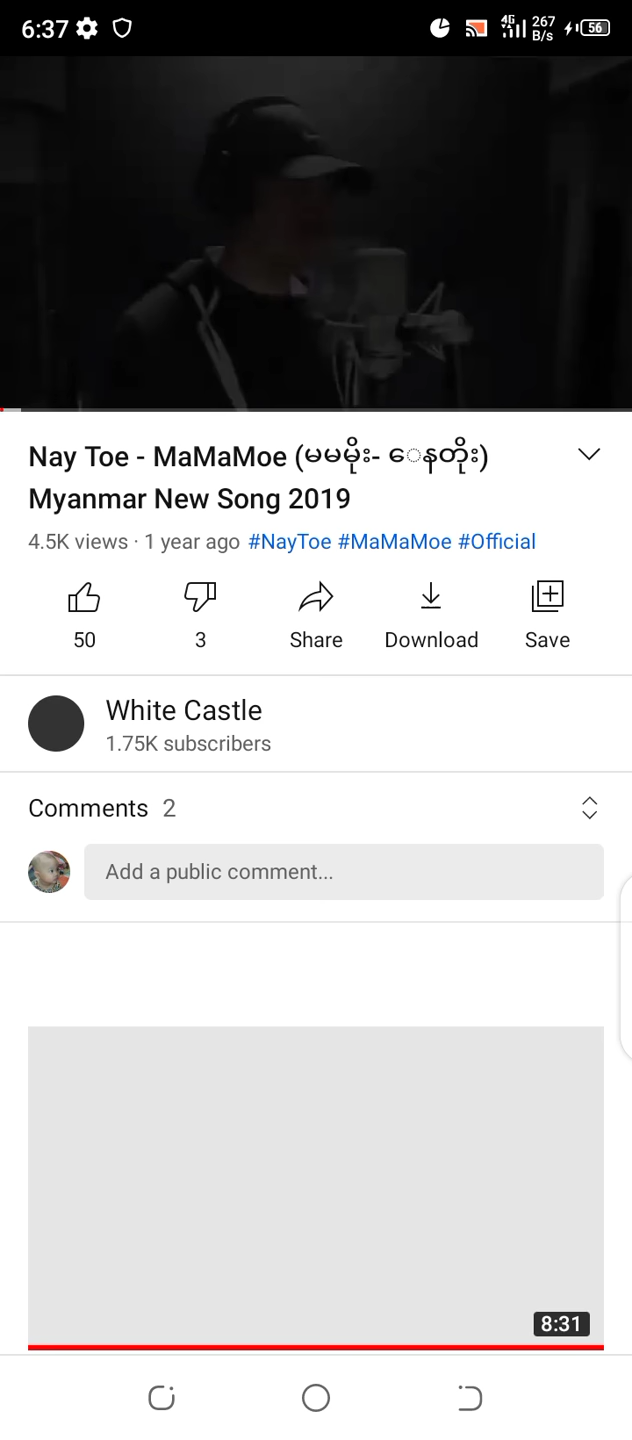 6:37
4G
267
B/s
56
Nay Toe - MaMaMoe (မမမိုး- ေနတိုး)
Myanmar New Song 2019
4.5K views · 1 year ago #NayToe #MaMaMoe #Official
50
3
Share
Download
Save
White Castle
1.75K subscribers
Comments 2
Add a public comment...
8:31